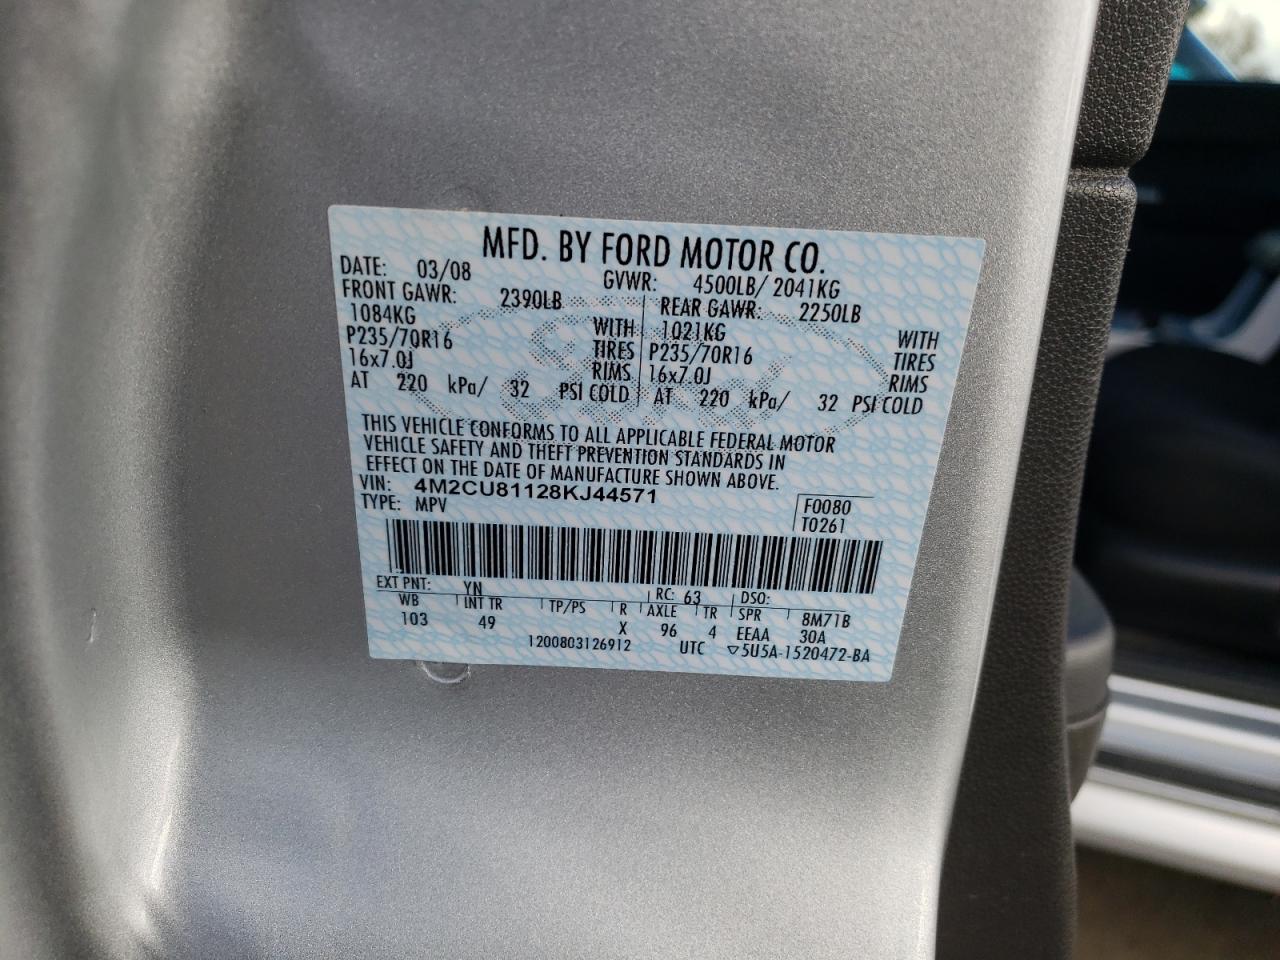 MFD. BY FORD MOTOR CO.
DATE: 03/08 GVWR: 4500LB/ 2041KG
FRONT GAWR: 2390LB REAR GAWR: 2250LB
1084KG WITH 1021KG WITH
P235/70R16 TIRES P235/70R16 TIRES
16x7.0J RIMS 16x7.0J RIMS
AT 220 kPa/ 32 PSI COLD AT 220 kPa/ 32 PSI COLD
THIS VEHICLE CONFORMS TO ALL APPLICABLE FEDERAL MOTOR
VEHICLE SAFETY AND THEFT PREVENTION STANDARDS IN
EFFECT ON THE DATE OF MANUFACTURE SHOWN ABOVE.
VIN: 4M2CU81128KJ44571 F0080
TYPE: MPV T0261
EXT PNT: YN RC: 63 DSO:
WB INT TR TP/PS R AXLE TR SPR 8M71B
103 49 X 96 4 EEAA 30A
1200803126912 UTC ▽5U5A-1520472-BA